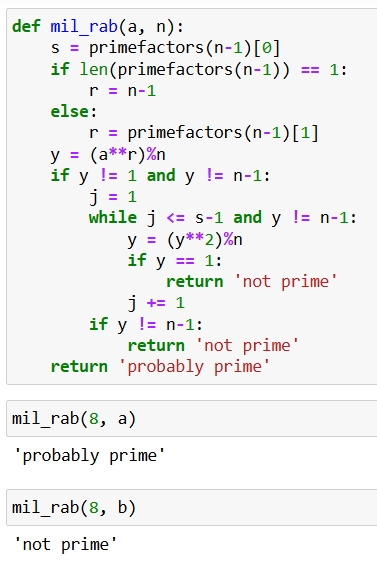 def mil_rab(a, n):
    s = primefactors(n-1)[0]
    if len(primefactors(n-1)) == 1:
        r = n-1
    else:
        r = primefactors(n-1)[1]
    y = (a**r)%n
    if y != 1 and y != n-1:
        j = 1
        while j <= s-1 and y != n-1:
            y = (y**2)%n
            if y == 1:
                return 'not prime'
            j += 1
        if y != n-1:
            return 'not prime'
    return 'probably prime'
mil_rab(8, a)
'probably prime'
mil_rab(8, b)
'not prime'